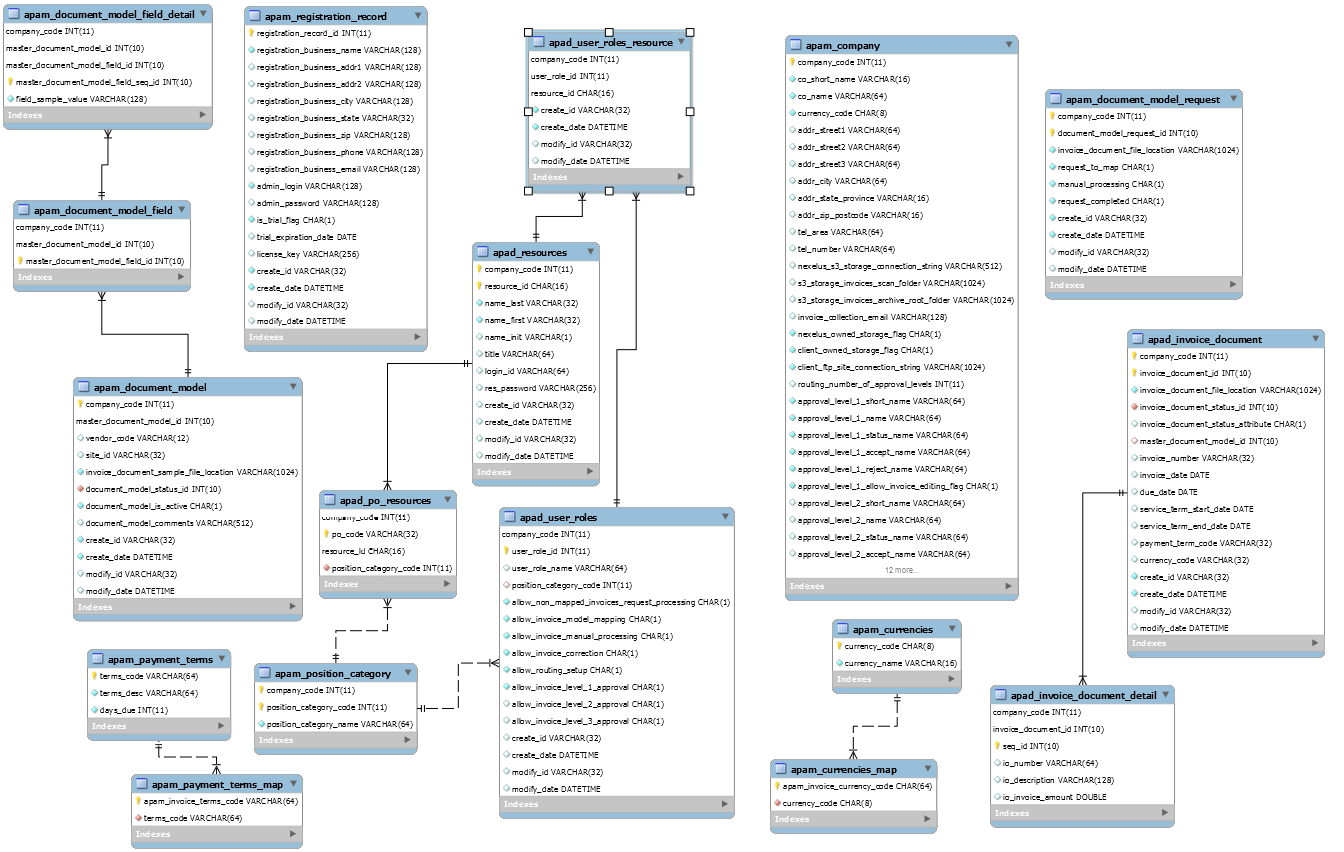 apam_document_model_field_detail
company_code INT(11)
master_document_model_id INT(10)
master_document_model_field_id INT(10)
master_document_model_field_seq_id INT(10)
field_sample_value VARCHAR(128)
Indexes
apam_document_model_field
company_code INT(11)
master_document_model_id INT(10)
master_document_model_field_id INT(10)
Indexes
apam_document_model
company_code INT(11)
master_document_model_id INT(10)
vendor_code VARCHAR(12)
site_id VARCHAR(32)
invoice_document_sample_file_location VARCHAR(1024)
document_model_status_id INT(10)
document_model_is_active CHAR(1)
document_model_comments VARCHAR(512)
create_id VARCHAR(32)
create_date DATETIME
modify_id VARCHAR(32)
modify_date DATETIME
Indexes
apam_payment_terms
terms_code VARCHAR(64)
terms_desc VARCHAR(64)
days_due INT(11)
Indexes
apam_payment_terms_map
apam_invoice_terms_code VARCHAR(64)
terms_code VARCHAR(64)
Indexes
apam_registration_record
registration_record_id INT(11)
registration_business_name VARCHAR(128)
registration_business_addr1 VARCHAR(128)
registration_business_addr2 VARCHAR(128)
registration_business_city VARCHAR(128)
registration_business_state VARCHAR(32)
registration_business_zip VARCHAR(128)
registration_business_phone VARCHAR(128)
registration_business_email VARCHAR(128)
admin_login VARCHAR(128)
admin_password VARCHAR(128)
is_trial_flag CHAR(1)
trial_expiration_date DATE
license_key VARCHAR(256)
create_id VARCHAR(32)
create_date DATETIME
modify_id VARCHAR(32)
modify_date DATETIME
Indexes
apad_user_roles_resource
company_code INT(11)
user_role_id INT(11)
resource_id CHAR(16)
create_id VARCHAR(32)
create_date DATETIME
modify_id VARCHAR(32)
modify_date DATETIME
Indexes
apad_resources
company_code INT(11)
resource_id CHAR(16)
name_last VARCHAR(32)
name_first VARCHAR(32)
name_init VARCHAR(1)
title VARCHAR(64)
login_id VARCHAR(64)
res_password VARCHAR(256)
create_id VARCHAR(32)
create_date DATETIME
modify_id VARCHAR(32)
modify_date DATETIME
Indexes
apad_po_resources
company_code INT(11)
po_code VARCHAR(32)
resource_id CHAR(16)
position_category_code INT(11)
Indexes
apam_position_category
company_code INT(11)
position_category_code INT(11)
position_category_name VARCHAR(64)
Indexes
apad_user_roles
company_code INT(11)
user_role_id INT(11)
user_role_name VARCHAR(64)
position_category_code INT(11)
allow_non_mapped_invoices_request_processing CHAR(1)
allow_invoice_model_mapping CHAR(1)
allow_invoice_manual_processing CHAR(1)
allow_invoice_correction CHAR(1)
allow_routing_setup CHAR(1)
allow_invoice_level_1_approval CHAR(1)
allow_invoice_level_2_approval CHAR(1)
allow_invoice_level_3_approval CHAR(1)
create_id VARCHAR(32)
create_date DATETIME
modify_id VARCHAR(32)
modify_date DATETIME
Indexes
apam_company
company_code INT(11)
co_short_name VARCHAR(16)
co_name VARCHAR(64)
currency_code CHAR(8)
addr_street1 VARCHAR(64)
addr_street2 VARCHAR(64)
addr_street3 VARCHAR(64)
addr_city VARCHAR(64)
addr_state_province VARCHAR(16)
addr_zip_postcode VARCHAR(16)
tel_area VARCHAR(64)
tel_number VARCHAR(64)
nexelus_s3_storage_connection_string VARCHAR(512)
s3_storage_invoices_scan_folder VARCHAR(1024)
s3_storage_invoices_archive_root_folder VARCHAR(1024)
invoice_collection_email VARCHAR(128)
nexelus_owned_storage_flag CHAR(1)
client_owned_storage_flag CHAR(1)
client_ftp_site_connection_string VARCHAR(1024)
routing_number_of_approval_levels INT(11)
approval_level_1_short_name VARCHAR(64)
approval_level_1_name VARCHAR(64)
approval_level_1_status_name VARCHAR(64)
approval_level_1_accept_name VARCHAR(64)
approval_level_1_reject_name VARCHAR(64)
approval_level_1_allow_invoice_editing_flag CHAR(1)
approval_level_2_short_name VARCHAR(64)
approval_level_2_name VARCHAR(64)
approval_level_2_status_name VARCHAR(64)
approval_level_2_accept_name VARCHAR(64)
12 more...
Indexes
apam_currencies
currency_code CHAR(8)
currency_name VARCHAR(16)
Indexes
apam_currencies_map
apam_invoice_currency_code CHAR(64)
currency_code CHAR(8)
Indexes
apam_document_model_request
company_code INT(11)
document_model_request_id INT(10)
invoice_document_file_location VARCHAR(1024)
request_to_map CHAR(1)
manual_processing CHAR(1)
request_completed CHAR(1)
create_id VARCHAR(32)
create_date DATETIME
modify_id VARCHAR(32)
modify_date DATETIME
Indexes
apad_invoice_document
company_code INT(11)
invoice_document_id INT(10)
invoice_document_file_location VARCHAR(1024)
invoice_document_status_id INT(10)
invoice_document_status_attribute CHAR(1)
master_document_model_id INT(10)
invoice_number VARCHAR(32)
invoice_date DATE
due_date DATE
service_term_start_date DATE
service_term_end_date DATE
payment_term_code VARCHAR(32)
currency_code VARCHAR(32)
create_id VARCHAR(32)
create_date DATETIME
modify_id VARCHAR(32)
modify_date DATETIME
Indexes
apad_invoice_document_detail
company_code INT(11)
invoice_document_id INT(10)
seq_id INT(10)
io_number VARCHAR(64)
io_description VARCHAR(128)
io_invoice_amount DOUBLE
Indexes